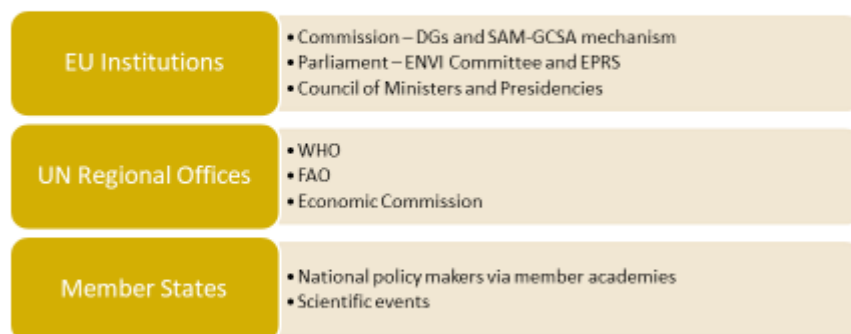 EU Institutions
• Commission – DGs and SAM-GCSA mechanism
• Parliament – ENVI Committee and EPRS
• Council of Ministers and Presidencies
UN Regional Offices
• WHO
• FAO
• Economic Commission
Member States
• National policy makers via member academies
• Scientific events